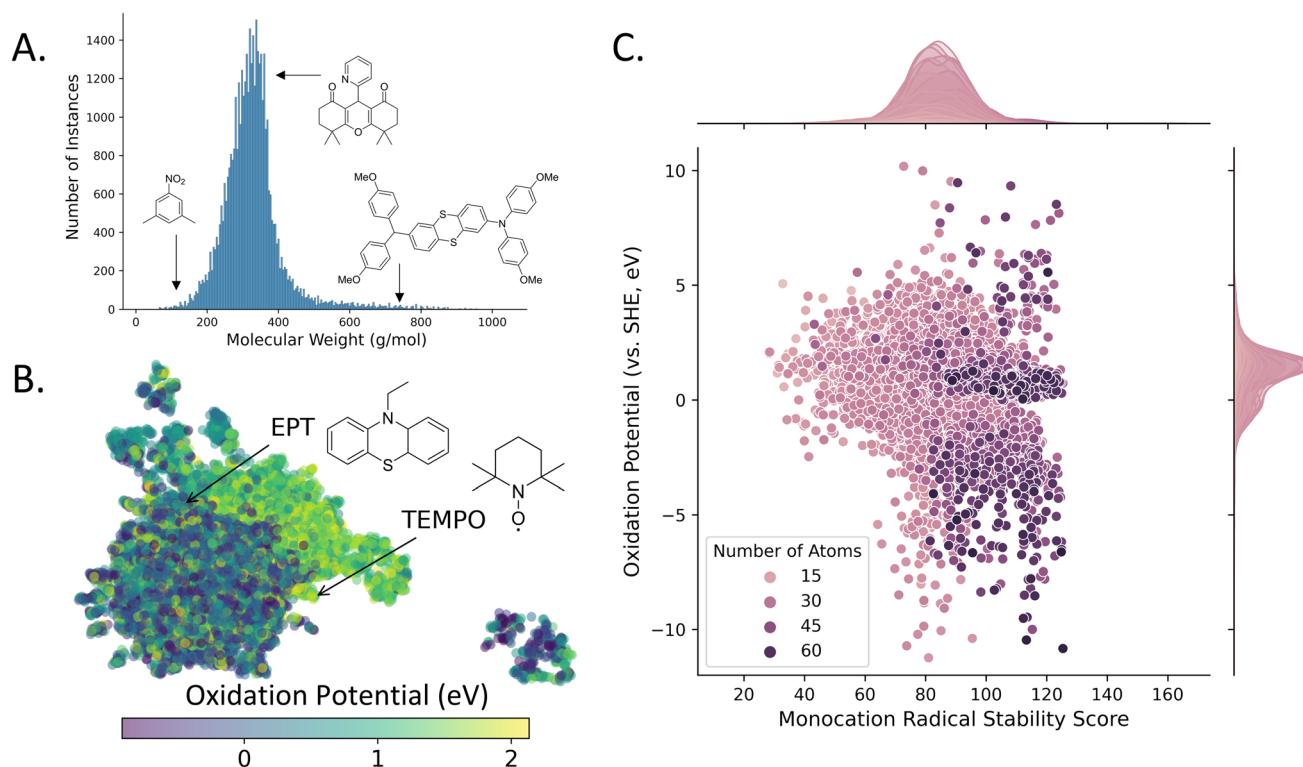 A.
1400
1200
1000
800
600
400
200
0
Number of Instances
0 200 400 600 800 1000
Molecular Weight (g/mol)
NO2
N
O
O
O
MeO
OMe
S
S
N
MeO
OMe
B.
EPT
N
S
TEMPO
N
O
Oxidation Potential (eV)
0 1 2
C.
10
5
0
−5
−10
Oxidation Potential (vs. SHE, eV)
Number of Atoms
15
30
45
60
20 40 60 80 100 120 140 160
Monocation Radical Stability Score